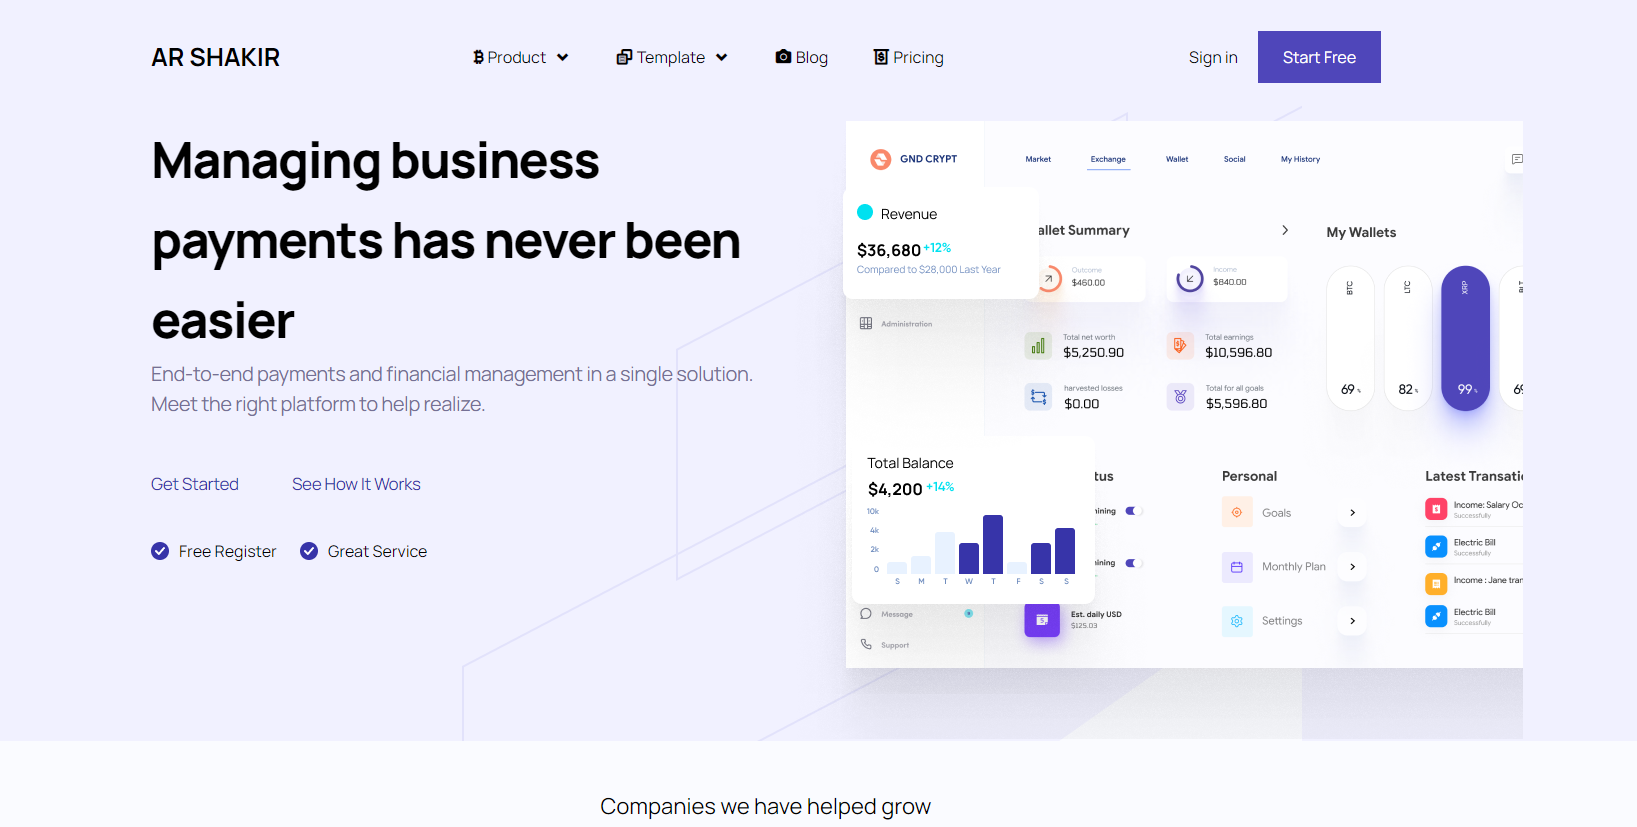 AR SHAKIR
Product
Template
Blog
Pricing
Sign in
Start Free
Managing business
payments has never been
easier
End-to-end payments and financial management in a single solution.
Meet the right platform to help realize.
Get Started
See How It Works
Free Register
Great Service
GND CRYPT
Market
Exchange
Wallet
Social
My History
Revenue
$36,680 +12%
Compared to $28,000 Last Year
allet Summary
Outcome
$460.00
Income
$840.00
Administration
Total net worth
$5,250.90
Total earnings
$10,596.80
harvested losses
$0.00
Total for all goals
$5,596.80
My Wallets
BTC
LTC
XRP
69 %
82 %
99 %
69
Total Balance
$4,200 +14%
10k
4k
2k
0
S M T W T F S S
tus
ining
ining
Est. daily USD
$125.03
Message
Support
Personal
Goals
Monthly Plan
Settings
Latest Transatio
Income: Salary Oc
Successfully
Electric Bill
Successfully
Income : Jane tran
Electric Bill
Successfully
Companies we have helped grow